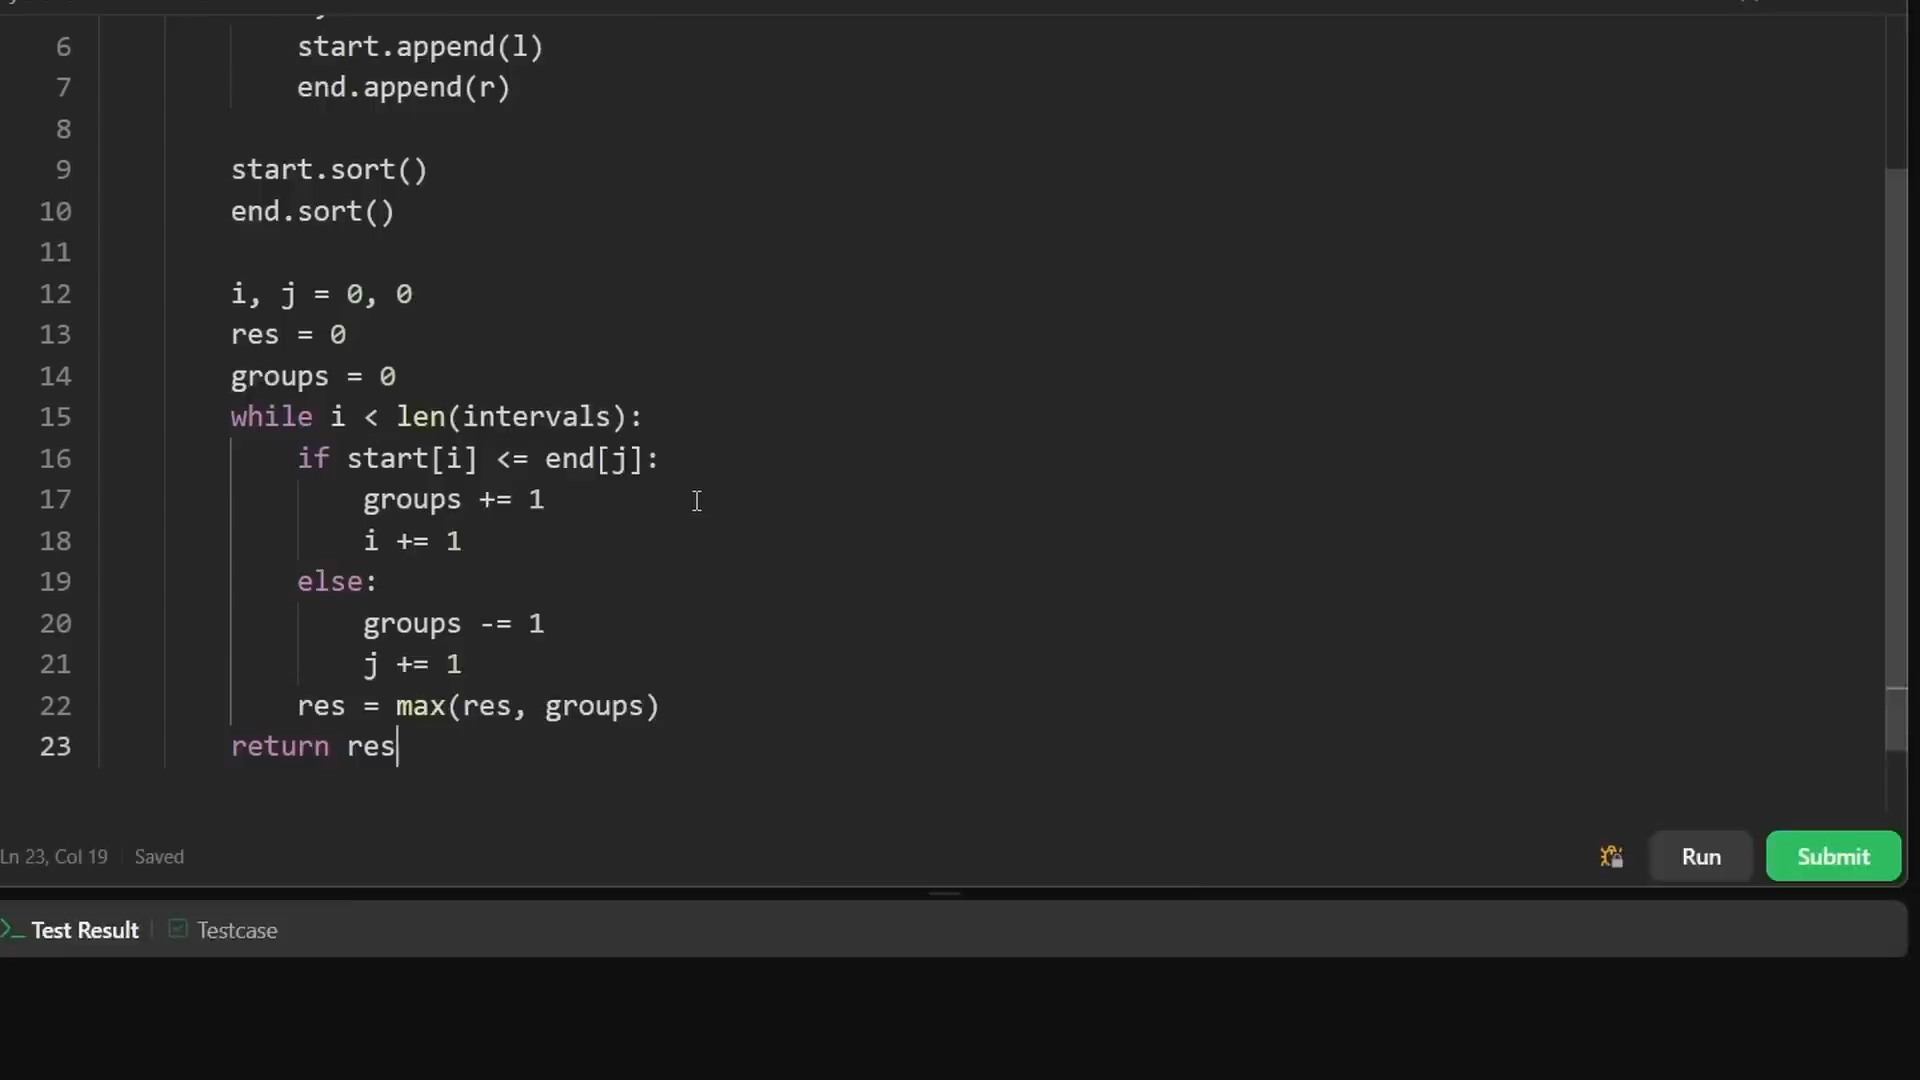 6 start.append(l)
7 end.append(r)
8
9 start.sort()
10 end.sort()
11
12 i, j = 0, 0
13 res = 0
14 groups = 0
15 while i < len(intervals):
16 if start[i] <= end[j]:
17 groups += 1
18 i += 1
19 else:
20 groups -= 1
21 j += 1
22 res = max(res, groups)
23 return res
Ln 23, Col 19 Saved
Run Submit
Test Result Testcase